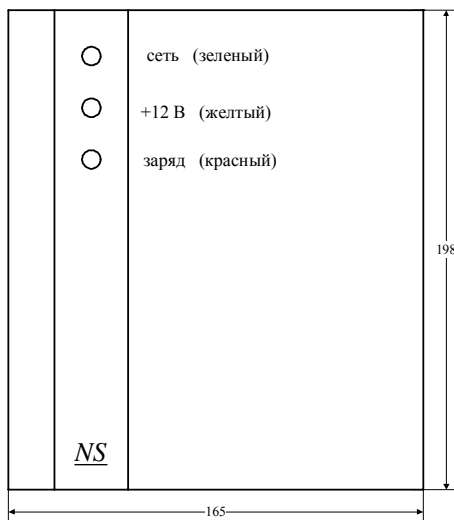 сеть (зеленый)
+12 В (желтый)
заряд (красный)
198
NS
165